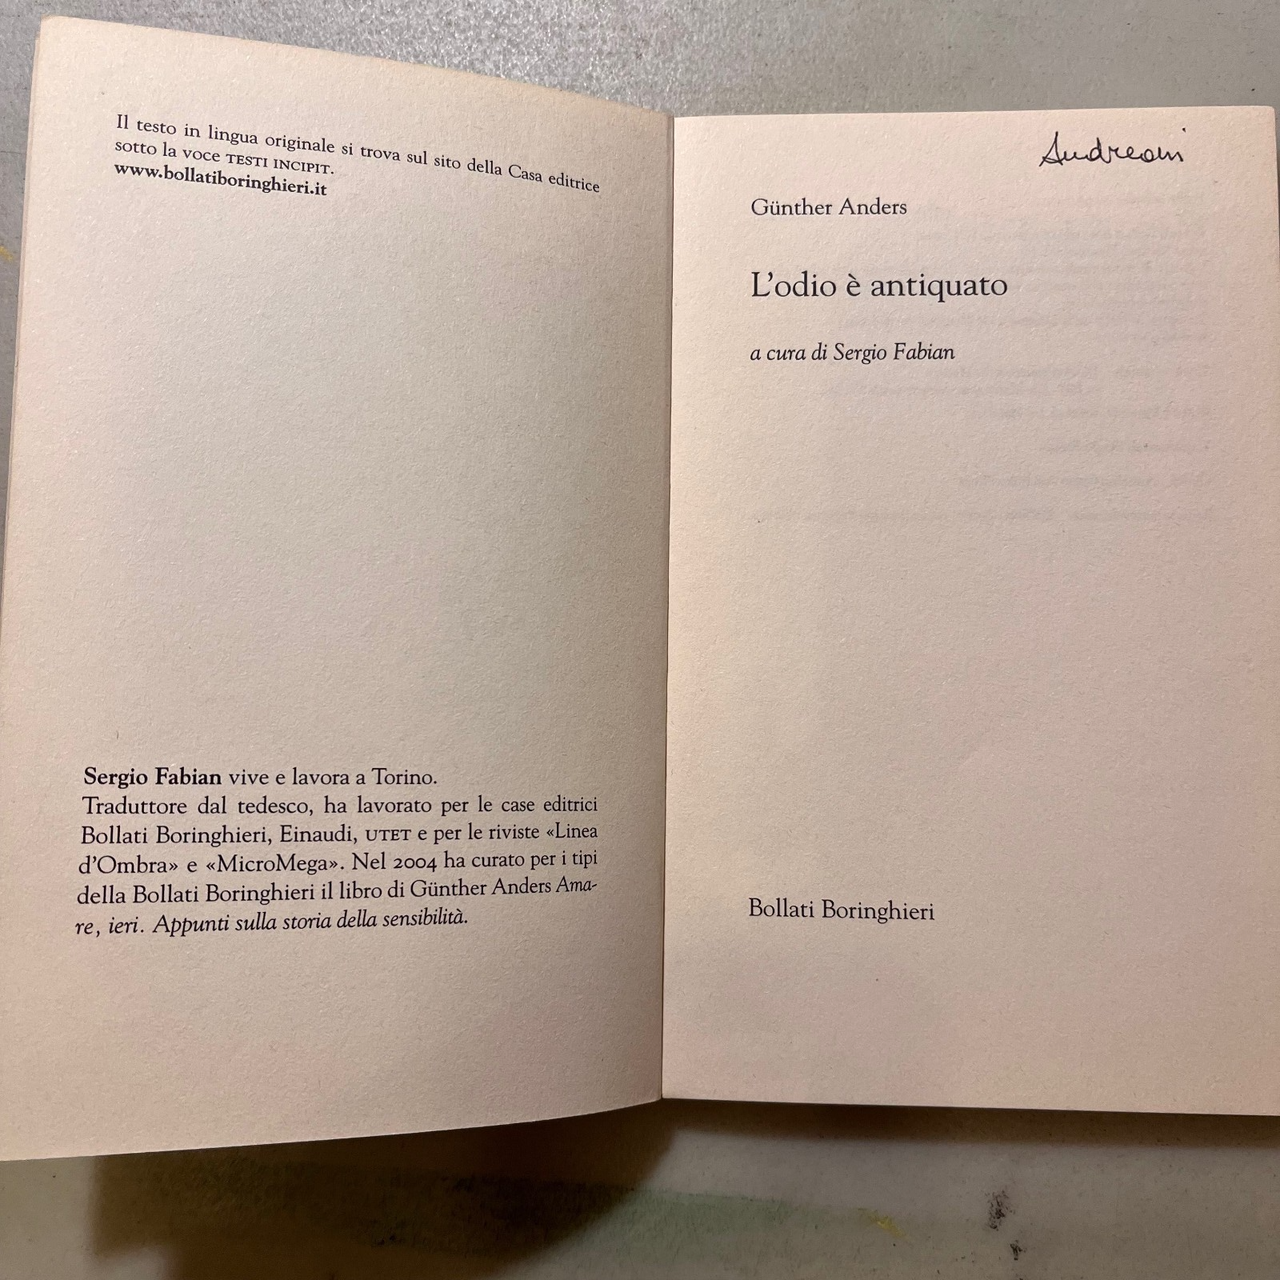 Il testo in lingua originale si trova sul sito della Casa editrice
sotto la voce TESTI INCIPIT.
www.bollatiboringhieri.it
Sergio Fabian vive e lavora a Torino.
Traduttore dal tedesco, ha lavorato per le case editrici
Bollati Boringhieri, Einaudi, UTET e per le riviste «Linea
d’Ombra» e «MicroMega». Nel 2004 ha curato per i tipi
della Bollati Boringhieri il libro di Günther Anders Ama-
re, ieri. Appunti sulla storia della sensibilità.
Andreani
Günther Anders
L’odio è antiquato
a cura di Sergio Fabian
Bollati Boringhieri